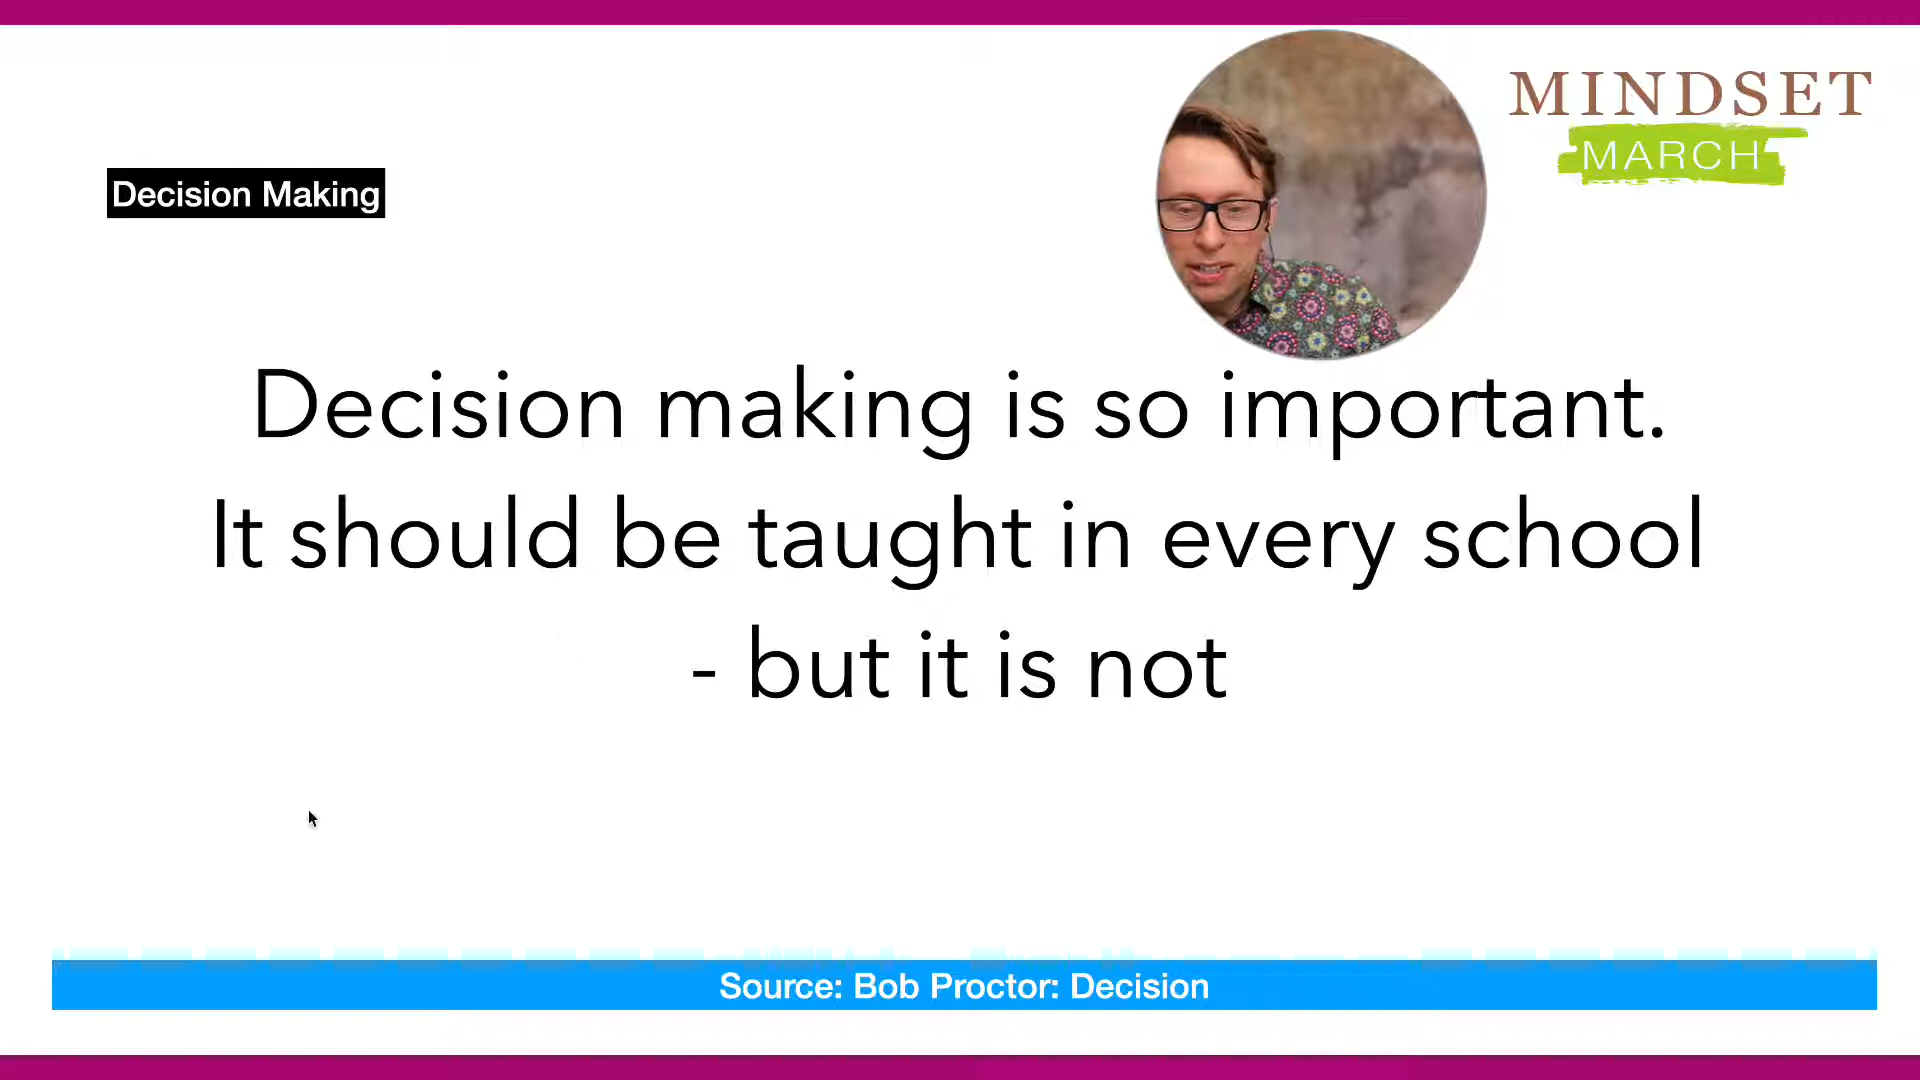 MINDSET
MARCH
Decision Making
Decision making is so important.
It should be taught in every school
- but it is not
Source: Bob Proctor: Decision